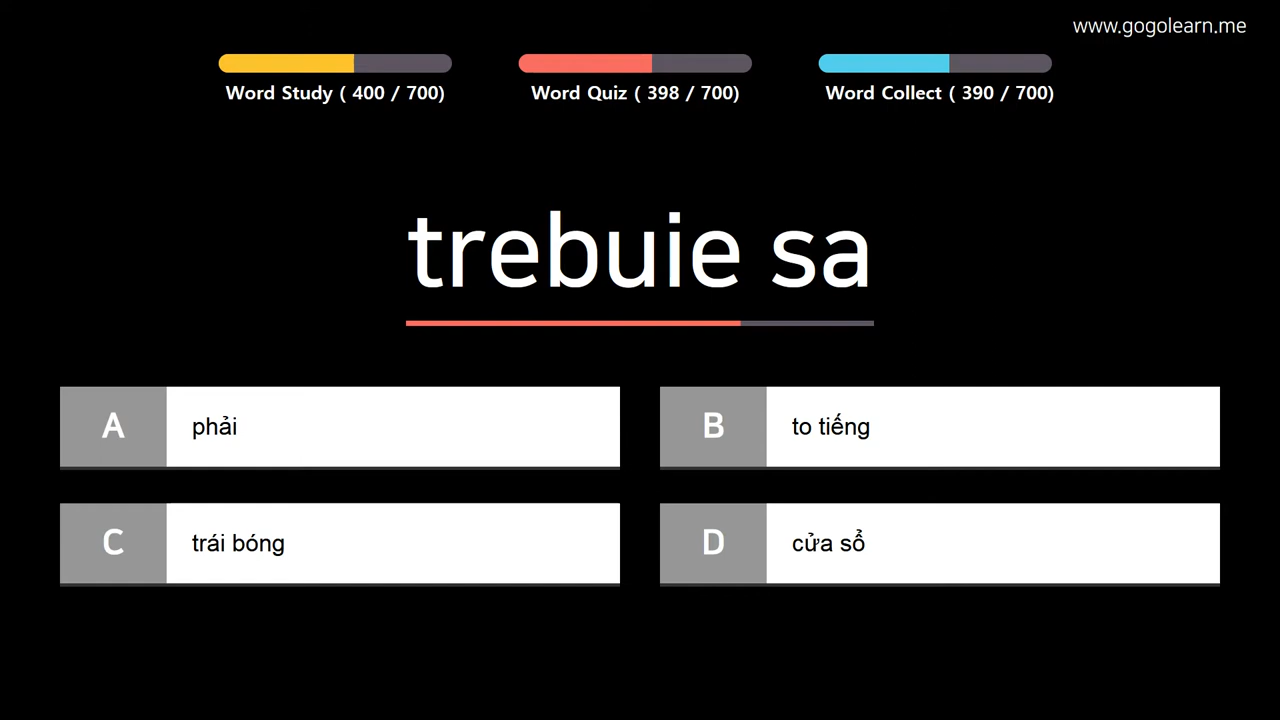 www.gogolearn.me
Word Study ( 400 / 700)
Word Quiz ( 398 / 700)
Word Collect ( 390 / 700)
trebuie sa
A phải
B to tiếng
C trái bóng
D cửa sổ